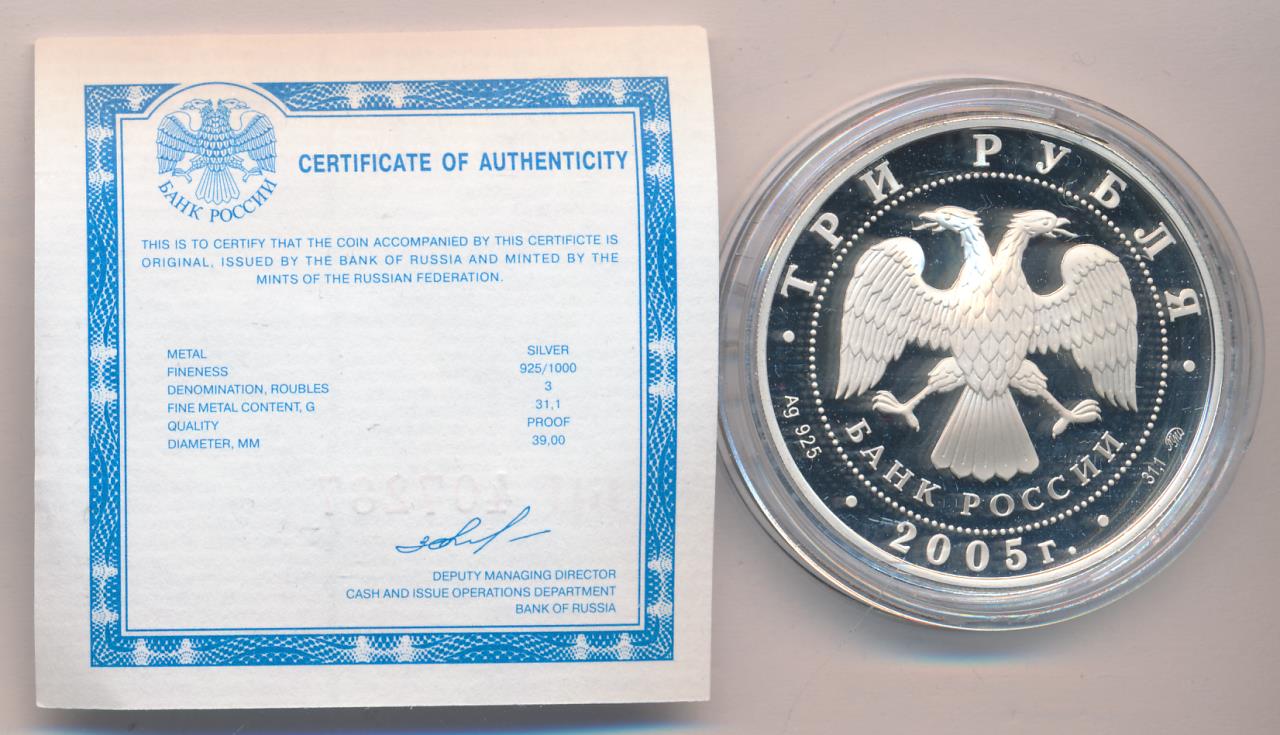 БАНК РОССИИ
CERTIFICATE OF AUTHENTICITY
THIS IS TO CERTIFY THAT THE COIN ACCOMPANIED BY THIS CERTIFICTE IS
ORIGINAL, ISSUED BY THE BANK OF RUSSIA AND MINTED BY THE
MINTS OF THE RUSSIAN FEDERATION.
METAL SILVER
FINENESS 925/1000
DENOMINATION, ROUBLES 3
FINE METAL CONTENT, G 31,1
QUALITY PROOF
DIAMETER, MM 39,00
DEPUTY MANAGING DIRECTOR
CASH AND ISSUE OPERATIONS DEPARTMENT
BANK OF RUSSIA
ТРИ РУБЛЯ
БАНК РОССИИ
Ag 925
31.1
2005г.